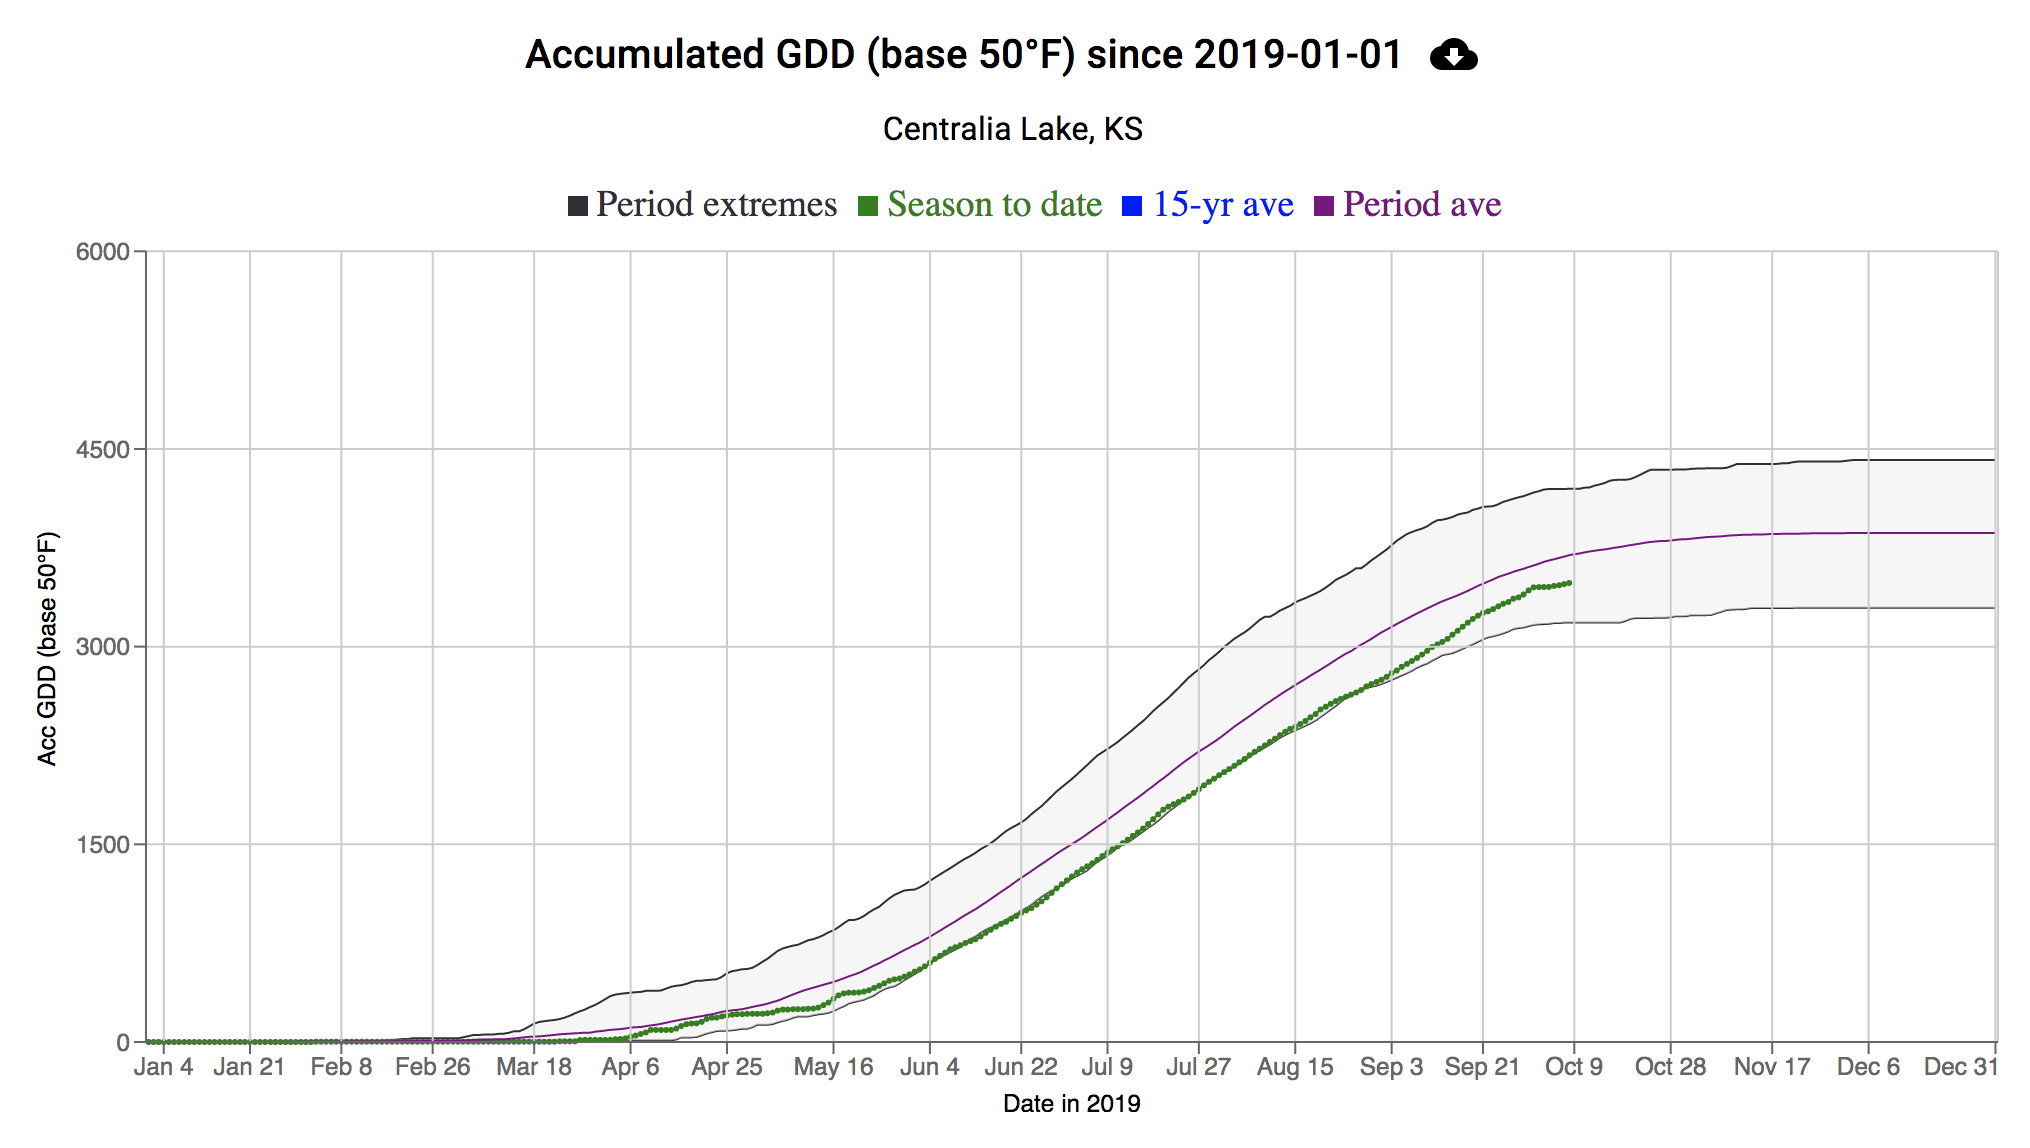 Accumulated GDD (base 50°F) since 2019-01-01
Centralia Lake, KS
Period extremes Season to date 15-yr ave Period ave
6000
4500
3000
1500
0
Acc GDD (base 50°F)
Jan 4 Jan 21 Feb 8 Feb 26 Mar 18 Apr 6 Apr 25 May 16 Jun 4 Jun 22 Jul 9 Jul 27 Aug 15 Sep 3 Sep 21 Oct 9 Oct 28 Nov 17 Dec 6 Dec 31
Date in 2019